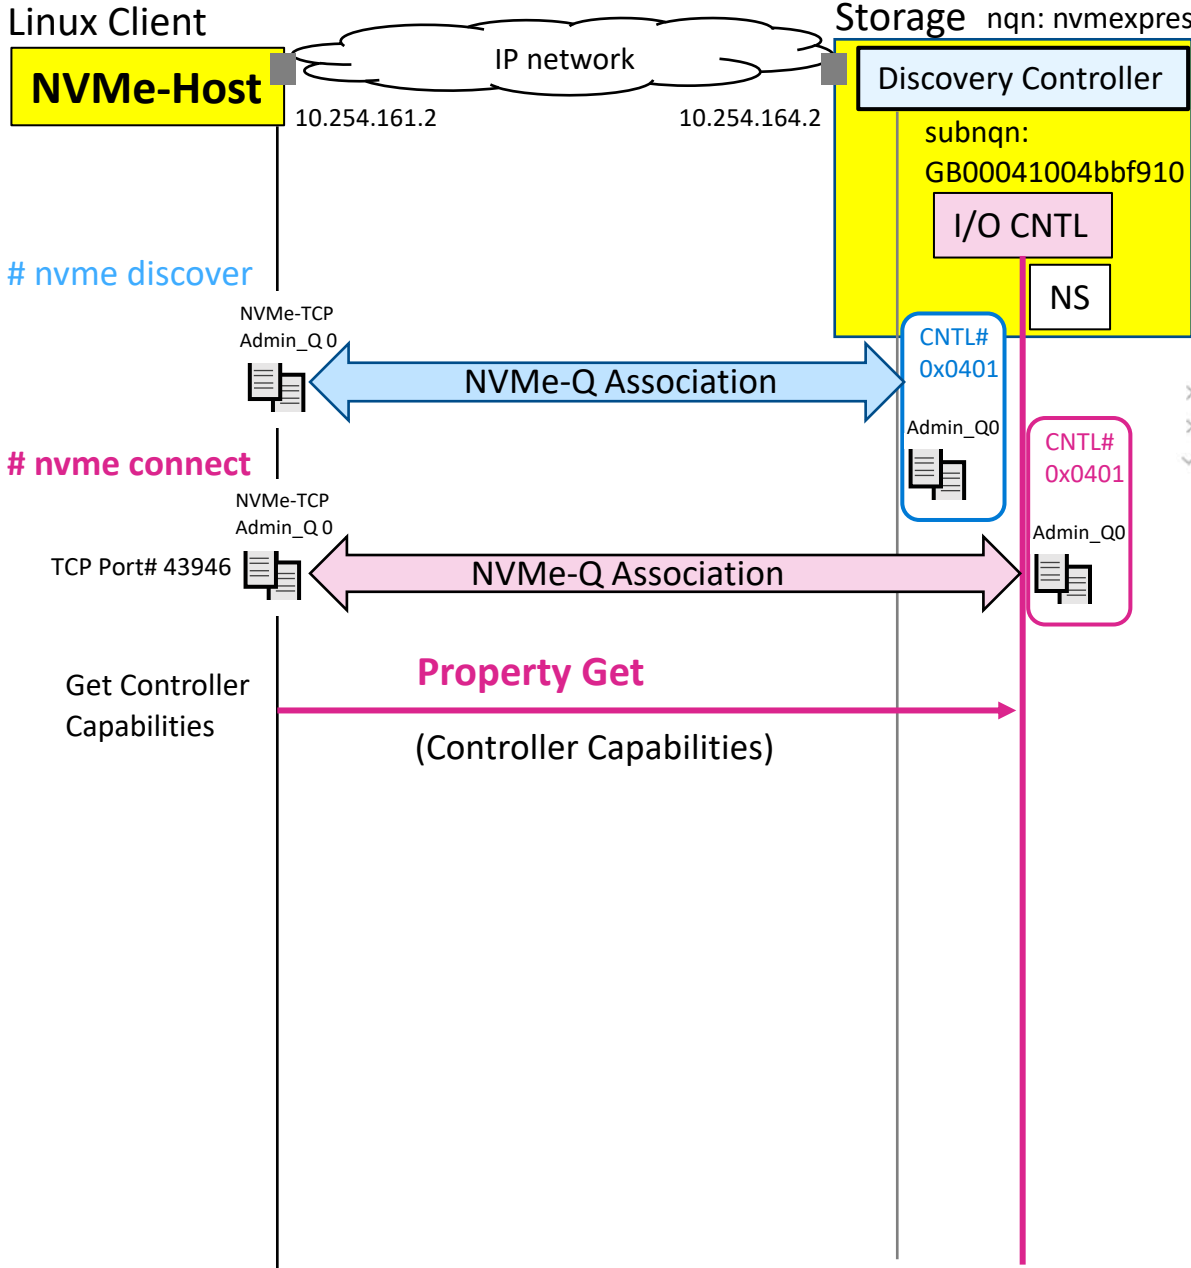 Linux Client
Storage nqn: nvmexpres
NVMe-Host
IP network
Discovery Controller
10.254.161.2
10.254.164.2
subnqn:
GB00041004bbf910
I/O CNTL
NS
# nvme discover
NVMe-TCP
Admin_Q 0
NVMe-Q Association
CNTL#
0x0401
Admin_Q0
# nvme connect
NVMe-TCP
Admin_Q 0
TCP Port# 43946
NVMe-Q Association
CNTL#
0x0401
Admin_Q0
Get Controller
Capabilities
Property Get
(Controller Capabilities)